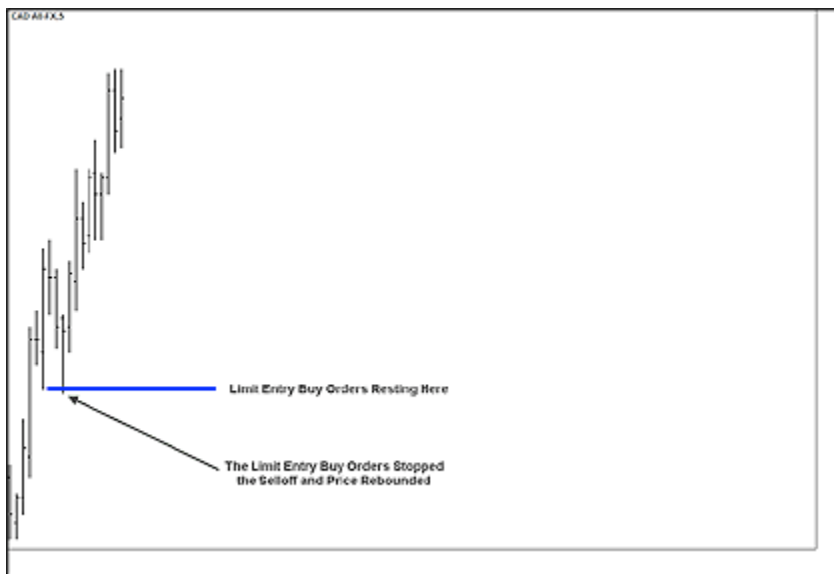 Limit Entry Buy Orders Resting Here
The Limit Entry Buy Orders Stopped
the Selloff and Price Rebounded